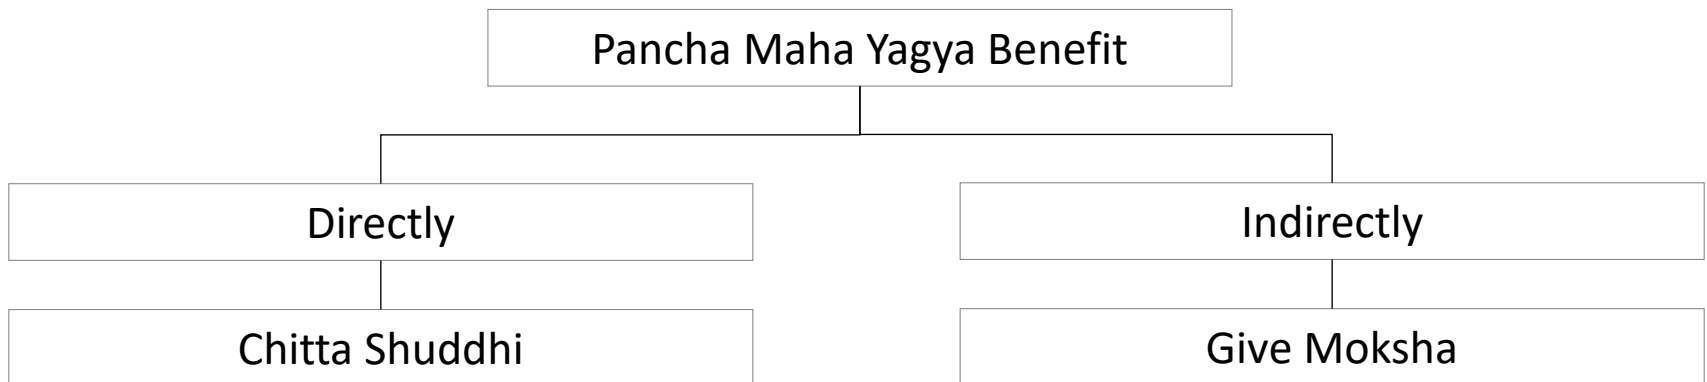 Pancha Maha Yagya Benefit
Directly
Indirectly
Chitta Shuddhi
Give Moksha